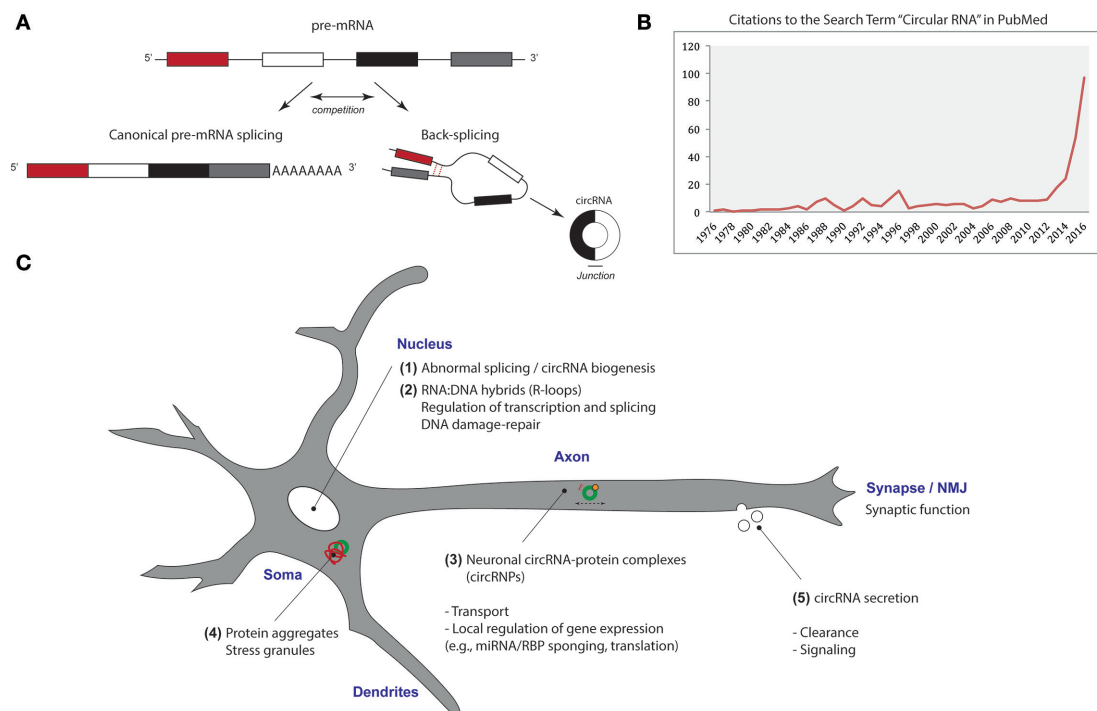 A
pre-mRNA
5'
3'
competition
Canonical pre-mRNA splicing
5'
AAAAAAAA
3'
Back-splicing
circRNA
Junction
B
Citations to the Search Term "Circular RNA" in PubMed
120
100
80
60
40
20
0
1976
1978
1980
1982
1984
1986
1988
1990
1992
1994
1996
1998
2000
2002
2004
2006
2008
2010
2012
2014
2016
C
Nucleus
(1) Abnormal splicing / circRNA biogenesis
(2) RNA:DNA hybrids (R-loops)
Regulation of transcription and splicing
DNA damage-repair
Axon
Synapse / NMJ
Synaptic function
Soma
(4) Protein aggregates
Stress granules
(3) Neuronal circRNA-protein complexes
(circRNPs)
- Transport
- Local regulation of gene expression
(e.g., miRNA/RBP sponging, translation)
(5) circRNA secretion
- Clearance
- Signaling
Dendrites